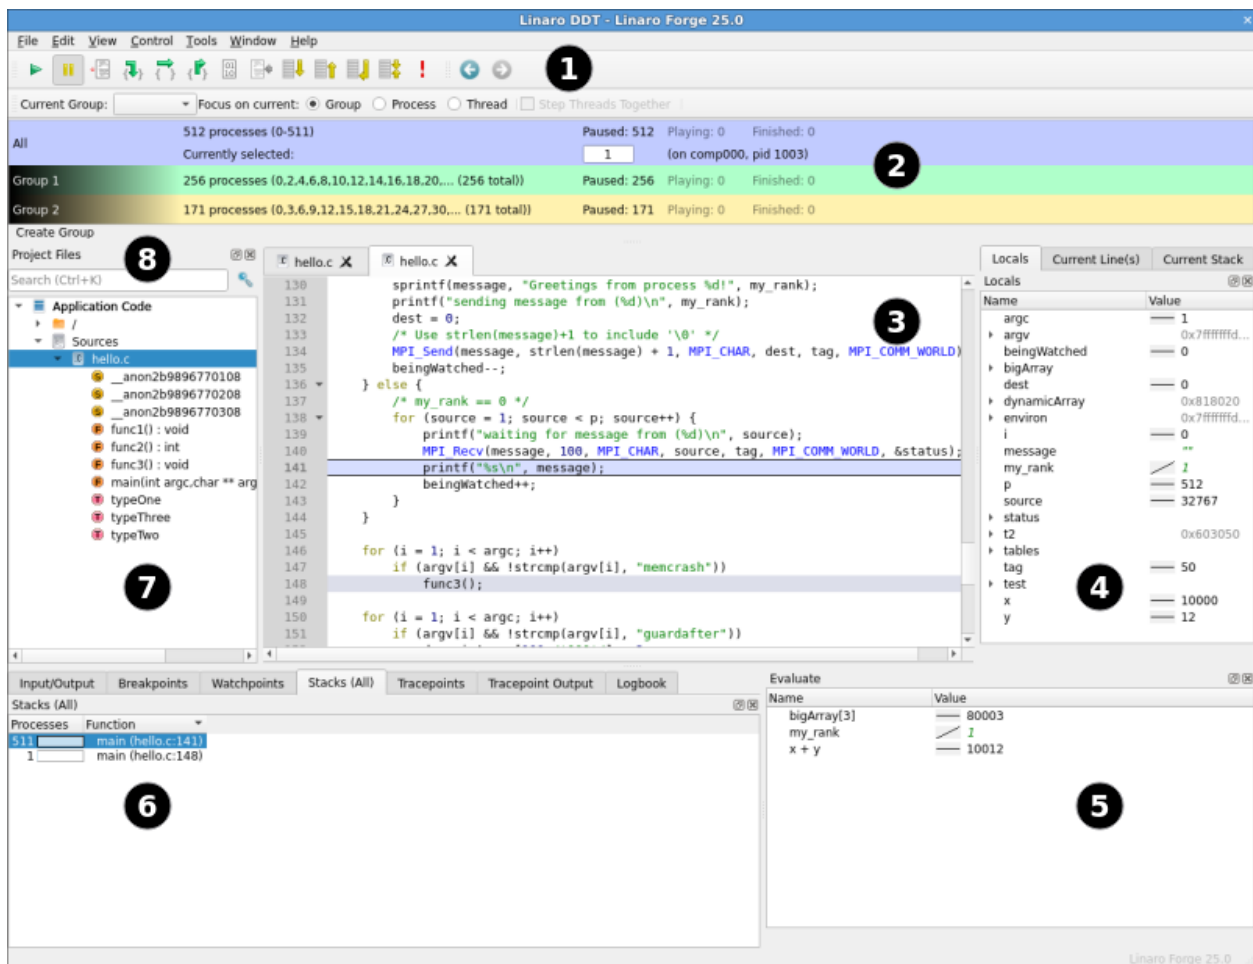 Linaro DDT - Linaro Forge 25.0
File Edit View Control Tools Window Help
1
Current Group: Focus on current: Group Process Thread Step Threads Together
All
512 processes (0-511) Paused: 512 Playing: 0 Finished: 0
Currently selected: 1 (on comp000, pid 1003)
2
Group 1 256 processes (0,2,4,6,8,10,12,14,16,18,20,... (256 total)) Paused: 256 Playing: 0 Finished: 0
Group 2 171 processes (0,3,6,9,12,15,18,21,24,27,30,... (171 total)) Paused: 171 Playing: 0 Finished: 0
Create Group
Project Files
8
Search (Ctrl+K)
Application Code
/
Sources
hello.c
__anon2b9896770108
__anon2b9896770208
__anon2b9896770308
func1() : void
func2() : int
func3() : void
main(int argc,char ** arg
typeOne
typeThree
typeTwo
7
hello.c hello.c
130 sprintf(message, "Greetings from process %d!", my_rank);
131 printf("sending message from (%d)\n", my_rank);
132 dest = 0;
133 /* Use strlen(message)+1 to include '\0' */
134 MPI_Send(message, strlen(message) + 1, MPI_CHAR, dest, tag, MPI_COMM_WORLD)
135 beingWatched--;
136 } else {
137 /* my_rank == 0 */
138 for (source = 1; source < p; source++) {
139 printf("waiting for message from (%d)\n", source);
140 MPI_Recv(message, 100, MPI_CHAR, source, tag, MPI_COMM_WORLD, &status);
141 printf("%s\n", message);
142 beingWatched++;
143 }
144 }
145
146 for (i = 1; i < argc; i++)
147 if (argv[i] && !strcmp(argv[i], "memcrash"))
148 func3();
149
150 for (i = 1; i < argc; i++)
151 if (argv[i] && !strcmp(argv[i], "guardafter"))
3
Locals Current Line(s) Current Stack
Locals
Name Value
argc 1
argv 0x7fffffffd...
beingWatched 0
bigArray
dest 0
dynamicArray 0x818020
environ 0x7fffffffd...
i 0
message ""
my_rank 1
p 512
source 32767
status
t2 0x603050
tables
tag 50
test
x 10000
y 12
4
Input/Output Breakpoints Watchpoints Stacks (All) Tracepoints Tracepoint Output Logbook
Stacks (All)
Processes Function
511 main (hello.c:141)
1 main (hello.c:148)
6
Evaluate
Name Value
bigArray[3] 80003
my_rank 1
x + y 10012
5
Linaro Forge 25.0